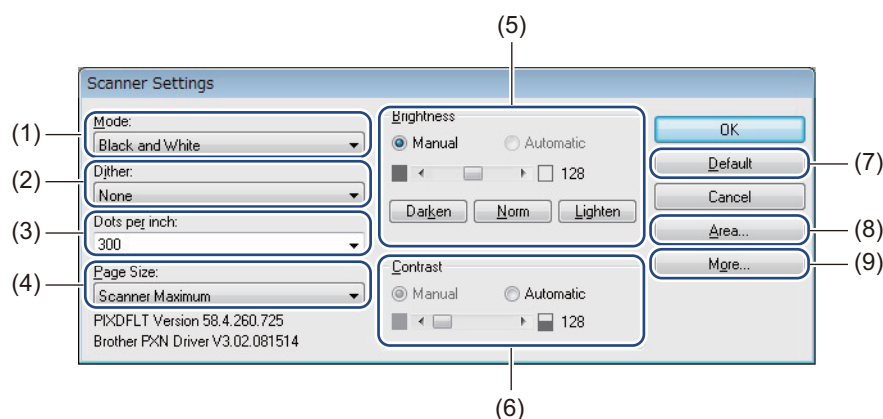 (5)
Scanner Settings
(1)
Mode:
Black and White
(2)
Dither:
None
(3)
Dots per inch:
300
(4)
Page Size:
Scanner Maximum
PIXDFLT Version 58.4.260.725
Brother PXN Driver V3.02.081514
Brightness
Manual Automatic
128
Darken Norm Lighten
Contrast
Manual Automatic
128
(6)
OK
Default
(7)
Cancel
Area...
(8)
More...
(9)